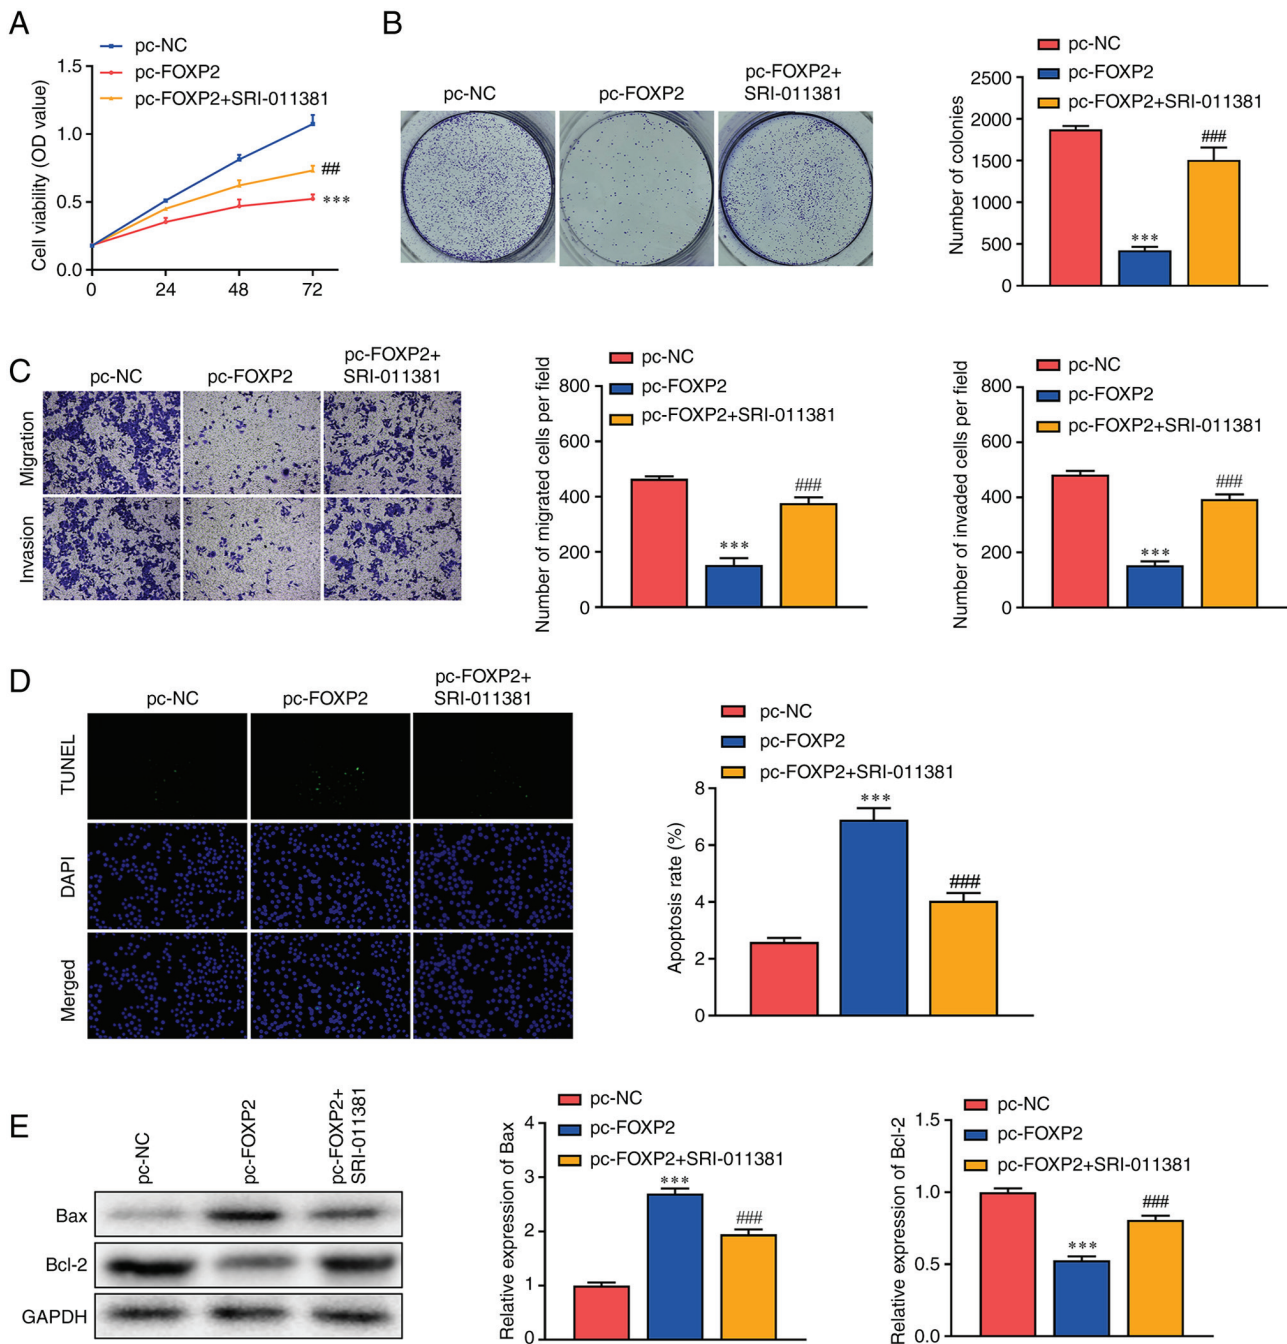 A
pc-NC
pc-FOXP2
pc-FOXP2+SRI-011381
Cell viability (OD value)
1.5
1.0
0.5
0.0
0
24
48
72
##
***
B
pc-NC
pc-FOXP2
pc-FOXP2+
SRI-011381
pc-NC
pc-FOXP2
pc-FOXP2+SRI-011381
Number of colonies
2500
2000
1500
1000
500
0
***
###
C
pc-NC
pc-FOXP2
pc-FOXP2+
SRI-011381
Migration
Invasion
pc-NC
pc-FOXP2
pc-FOXP2+SRI-011381
Number of migrated cells per field
800
600
400
200
0
***
###
pc-NC
pc-FOXP2
pc-FOXP2+SRI-011381
Number of invaded cells per field
800
600
400
200
0
***
###
D
pc-NC
pc-FOXP2
pc-FOXP2+
SRI-011381
TUNEL
DAPI
Merged
pc-NC
pc-FOXP2
pc-FOXP2+SRI-011381
Apoptosis rate (%)
8
6
4
2
0
***
###
E
pc-NC
pc-FOXP2
pc-FOXP2+
SRI-011381
Bax
Bcl-2
GAPDH
pc-NC
pc-FOXP2
pc-FOXP2+SRI-011381
Relative expression of Bax
4
3
2
1
0
***
###
pc-NC
pc-FOXP2
pc-FOXP2+SRI-011381
Relative expression of Bcl-2
1.5
1.0
0.5
0.0
***
###